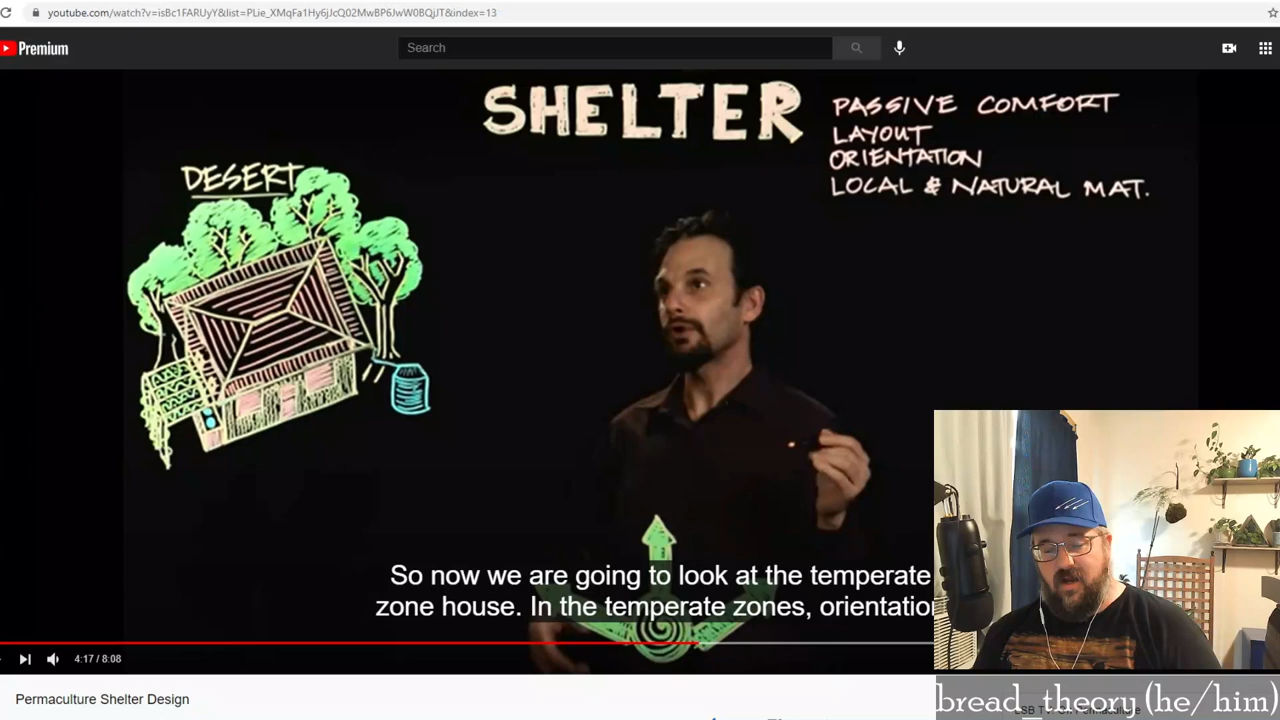 youtube.com/watch?v=isBc1FARUyY&list=PLie_XMqFa1Hy6jJcQ02MwBP6JwW0BQjJT&index=13
Premium
Search
SHELTER
PASSIVE COMFORT
LAYOUT
ORIENTATION
LOCAL & NATURAL MAT.
DESERT
So now we are going to look at the temperate
zone house. In the temperate zones, orientation
4:17 / 8:08
Permaculture Shelter Design
bread_theory (he/him)